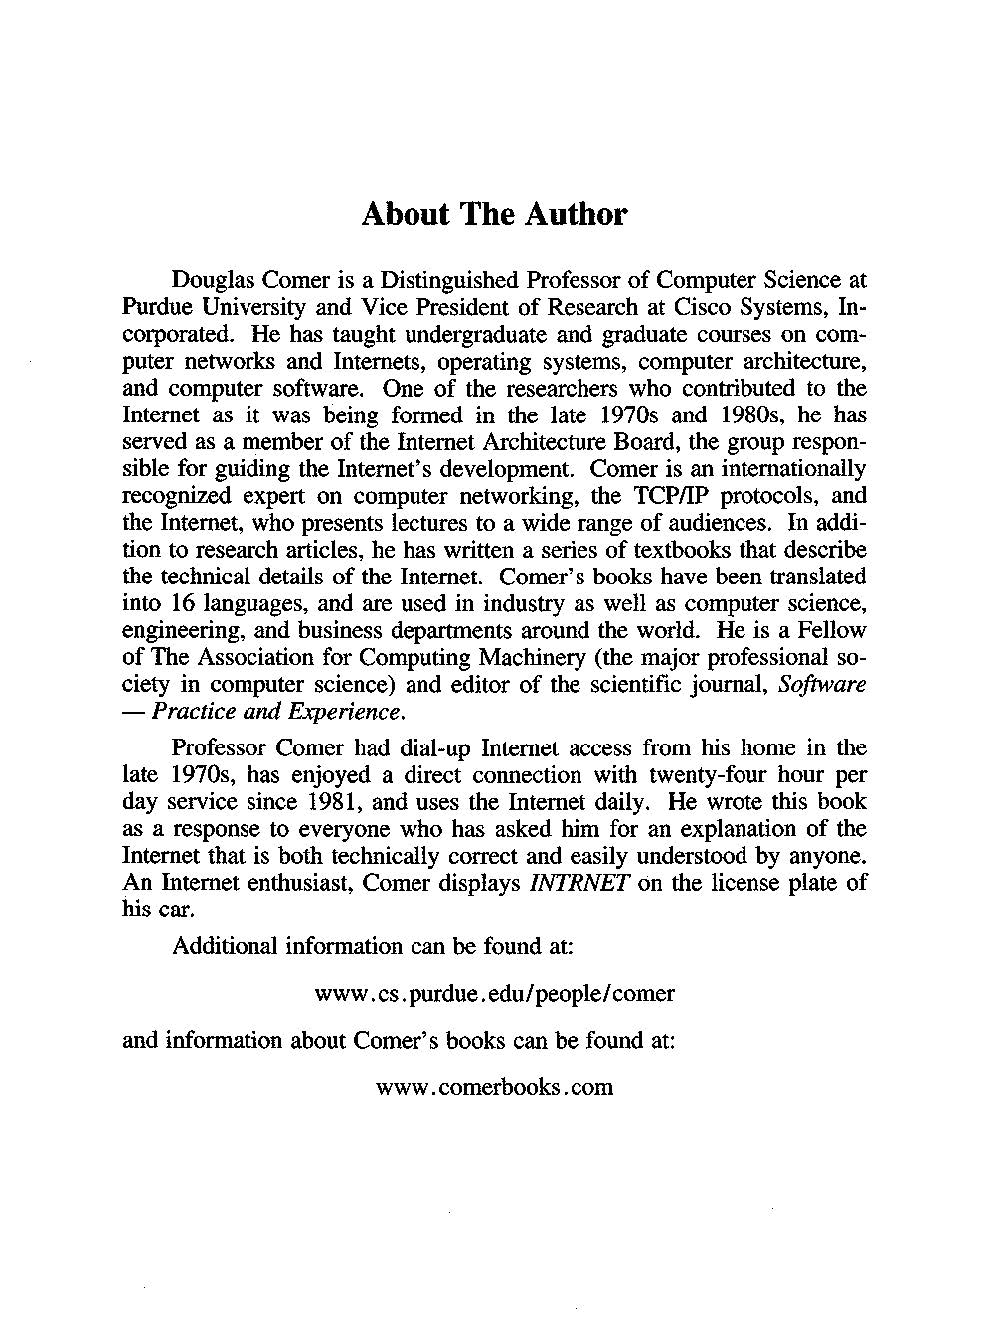 About The Author
Douglas Comer is a Distinguished Professor of Computer Science at
Purdue University and Vice President of Research at Cisco Systems, In-
corporated. He has taught undergraduate and graduate courses on com-
puter networks and Internets, operating systems, computer architecture,
and computer software. One of the researchers who contributed to the
Internet as it was being formed in the late 1970s and 1980s, he has
served as a member of the Internet Architecture Board, the group respon-
sible for guiding the Internet's development. Comer is an internationally
recognized expert on computer networking, the TCP/IP protocols, and
the Internet, who presents lectures to a wide range of audiences. In addi-
tion to research articles, he has written a series of textbooks that describe
the technical details of the Internet. Comer's books have been translated
into 16 languages, and are used in industry as well as computer science,
engineering, and business departments around the world. He is a Fellow
of The Association for Computing Machinery (the major professional so-
ciety in computer science) and editor of the scientific journal, Software
— Practice and Experience.
Professor Comer had dial-up Internet access from his home in the
late 1970s, has enjoyed a direct connection with twenty-four hour per
day service since 1981, and uses the Internet daily. He wrote this book
as a response to everyone who has asked him for an explanation of the
Internet that is both technically correct and easily understood by anyone.
An Internet enthusiast, Comer displays INTRNET on the license plate of
his car.
Additional information can be found at:
www.cs.purdue.edu/people/comer
and information about Comer's books can be found at:
www.comerbooks.com